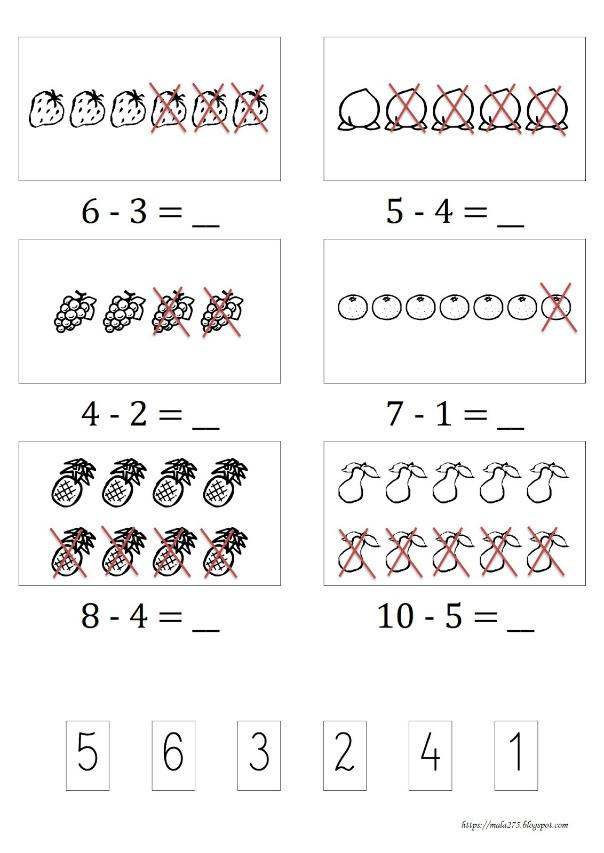 6 - 3 = __
5 - 4 = __
4 - 2 = __
7 - 1 = __
8 - 4 = __
10 - 5 = __
5 6 3 2 4 1
https://mala275.blogspot.com